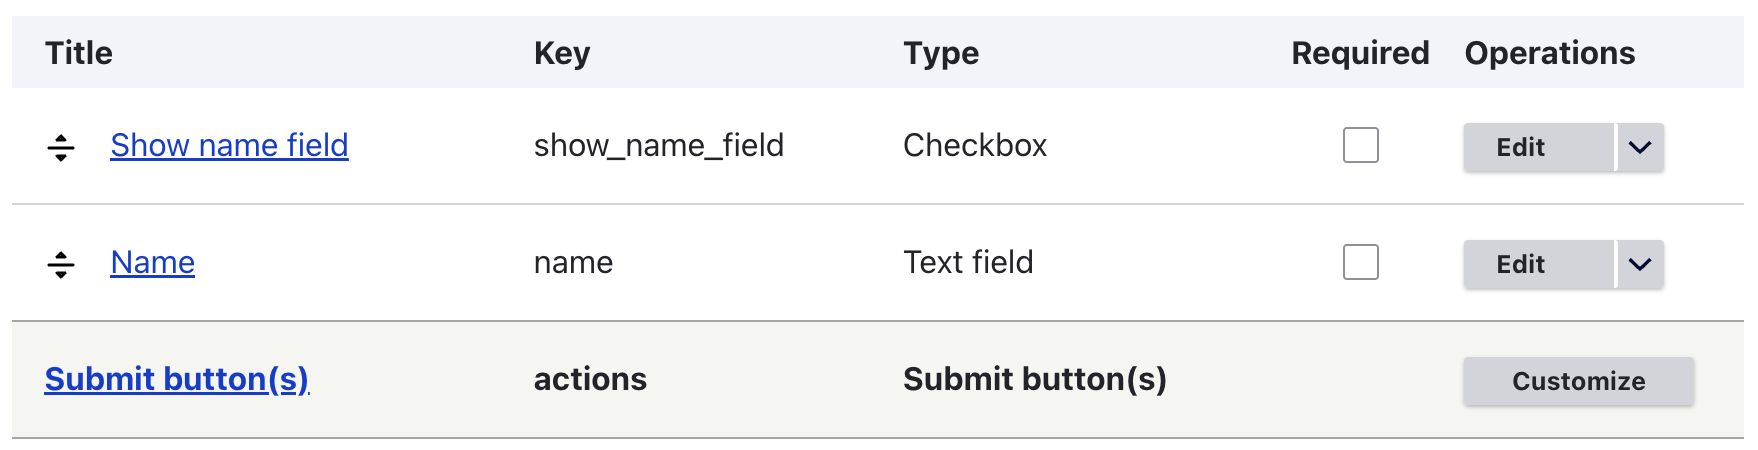 Title Key Type Required Operations
Show name field show_name_field Checkbox Edit
Name name Text field Edit
Submit button(s) actions Submit button(s) Customize